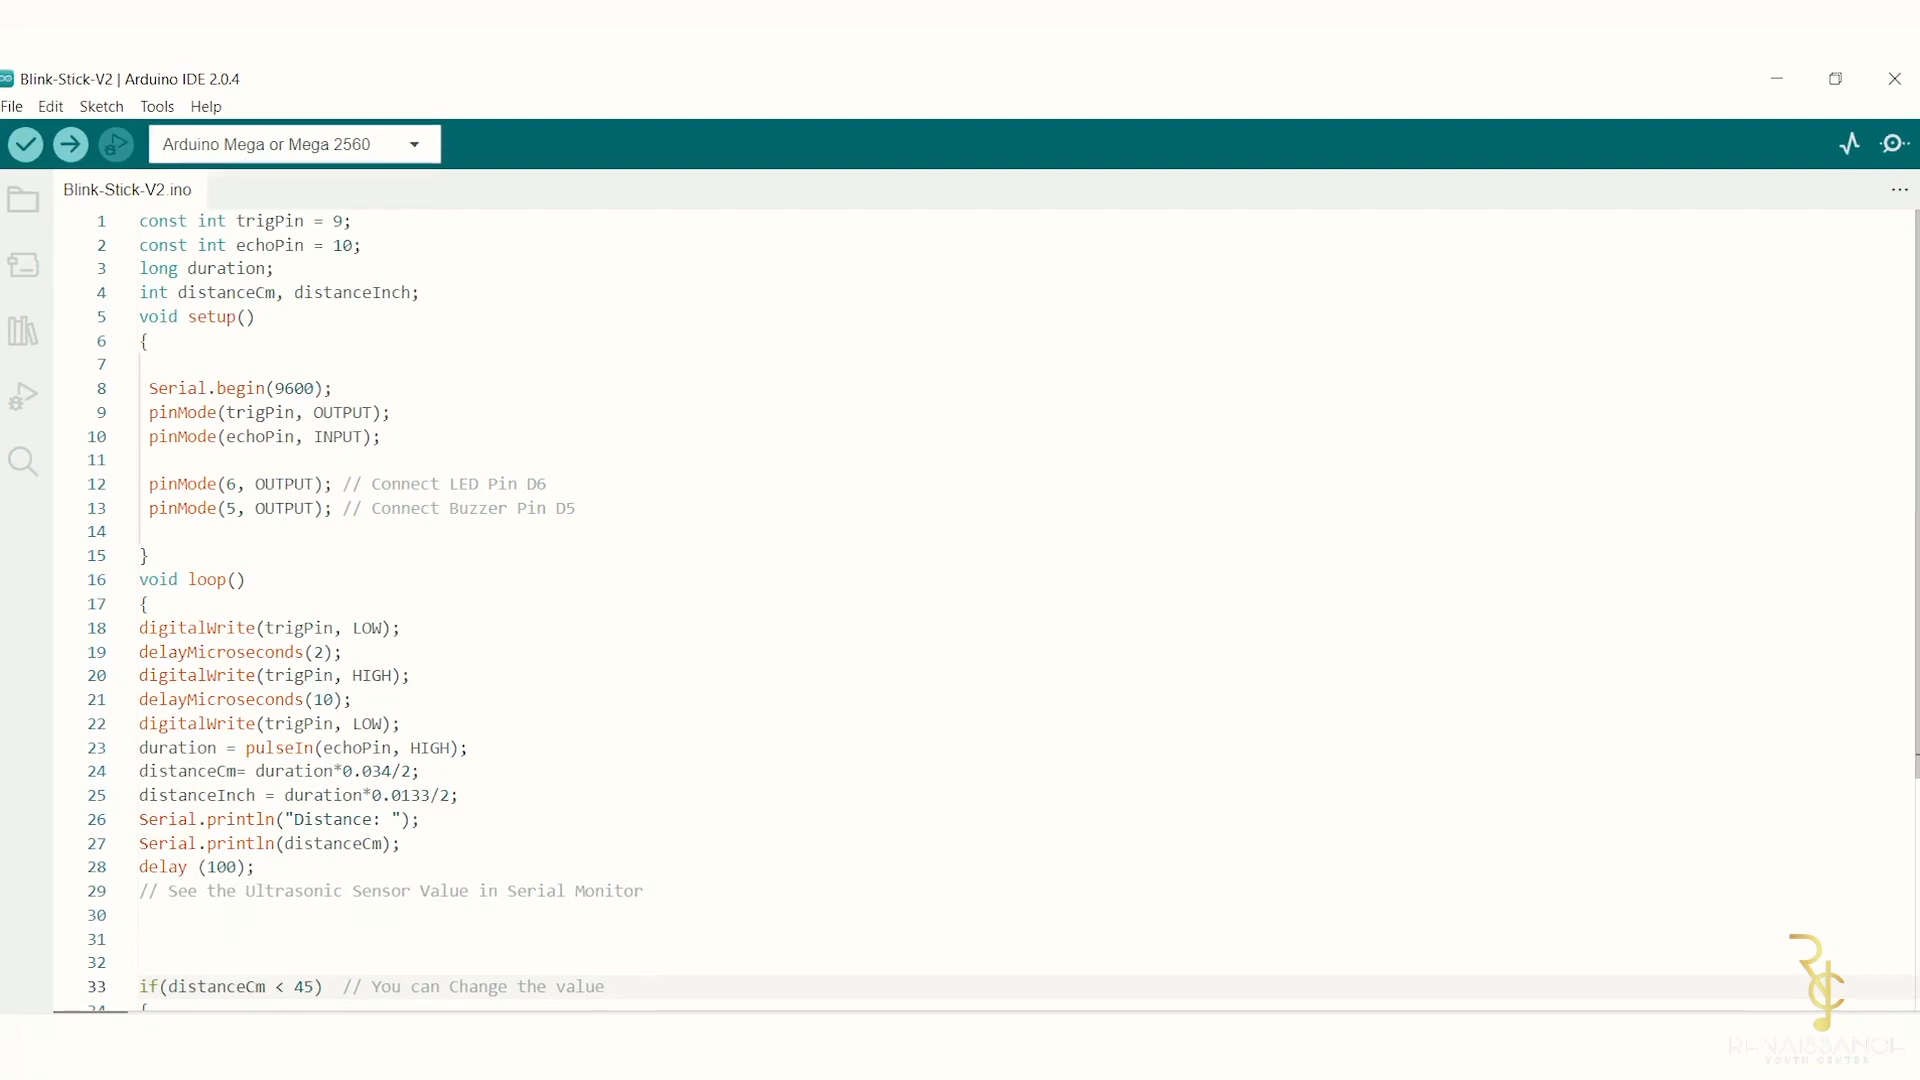 Blink-Stick-V2 | Arduino IDE 2.0.4
File Edit Sketch Tools Help
Arduino Mega or Mega 2560
Blink-Stick-V2.ino
1 const int trigPin = 9;
2 const int echoPin = 10;
3 long duration;
4 int distanceCm, distanceInch;
5 void setup()
6 {
7
8 Serial.begin(9600);
9 pinMode(trigPin, OUTPUT);
10 pinMode(echoPin, INPUT);
11
12 pinMode(6, OUTPUT); // Connect LED Pin D6
13 pinMode(5, OUTPUT); // Connect Buzzer Pin D5
14
15 }
16 void loop()
17 {
18 digitalWrite(trigPin, LOW);
19 delayMicroseconds(2);
20 digitalWrite(trigPin, HIGH);
21 delayMicroseconds(10);
22 digitalWrite(trigPin, LOW);
23 duration = pulseIn(echoPin, HIGH);
24 distanceCm= duration*0.034/2;
25 distanceInch = duration*0.0133/2;
26 Serial.println("Distance: ");
27 Serial.println(distanceCm);
28 delay (100);
29 // See the Ultrasonic Sensor Value in Serial Monitor
30
31
32
33 if(distanceCm < 45) // You can Change the value
34 {
RENAISSANCE
YOUTH CENTER